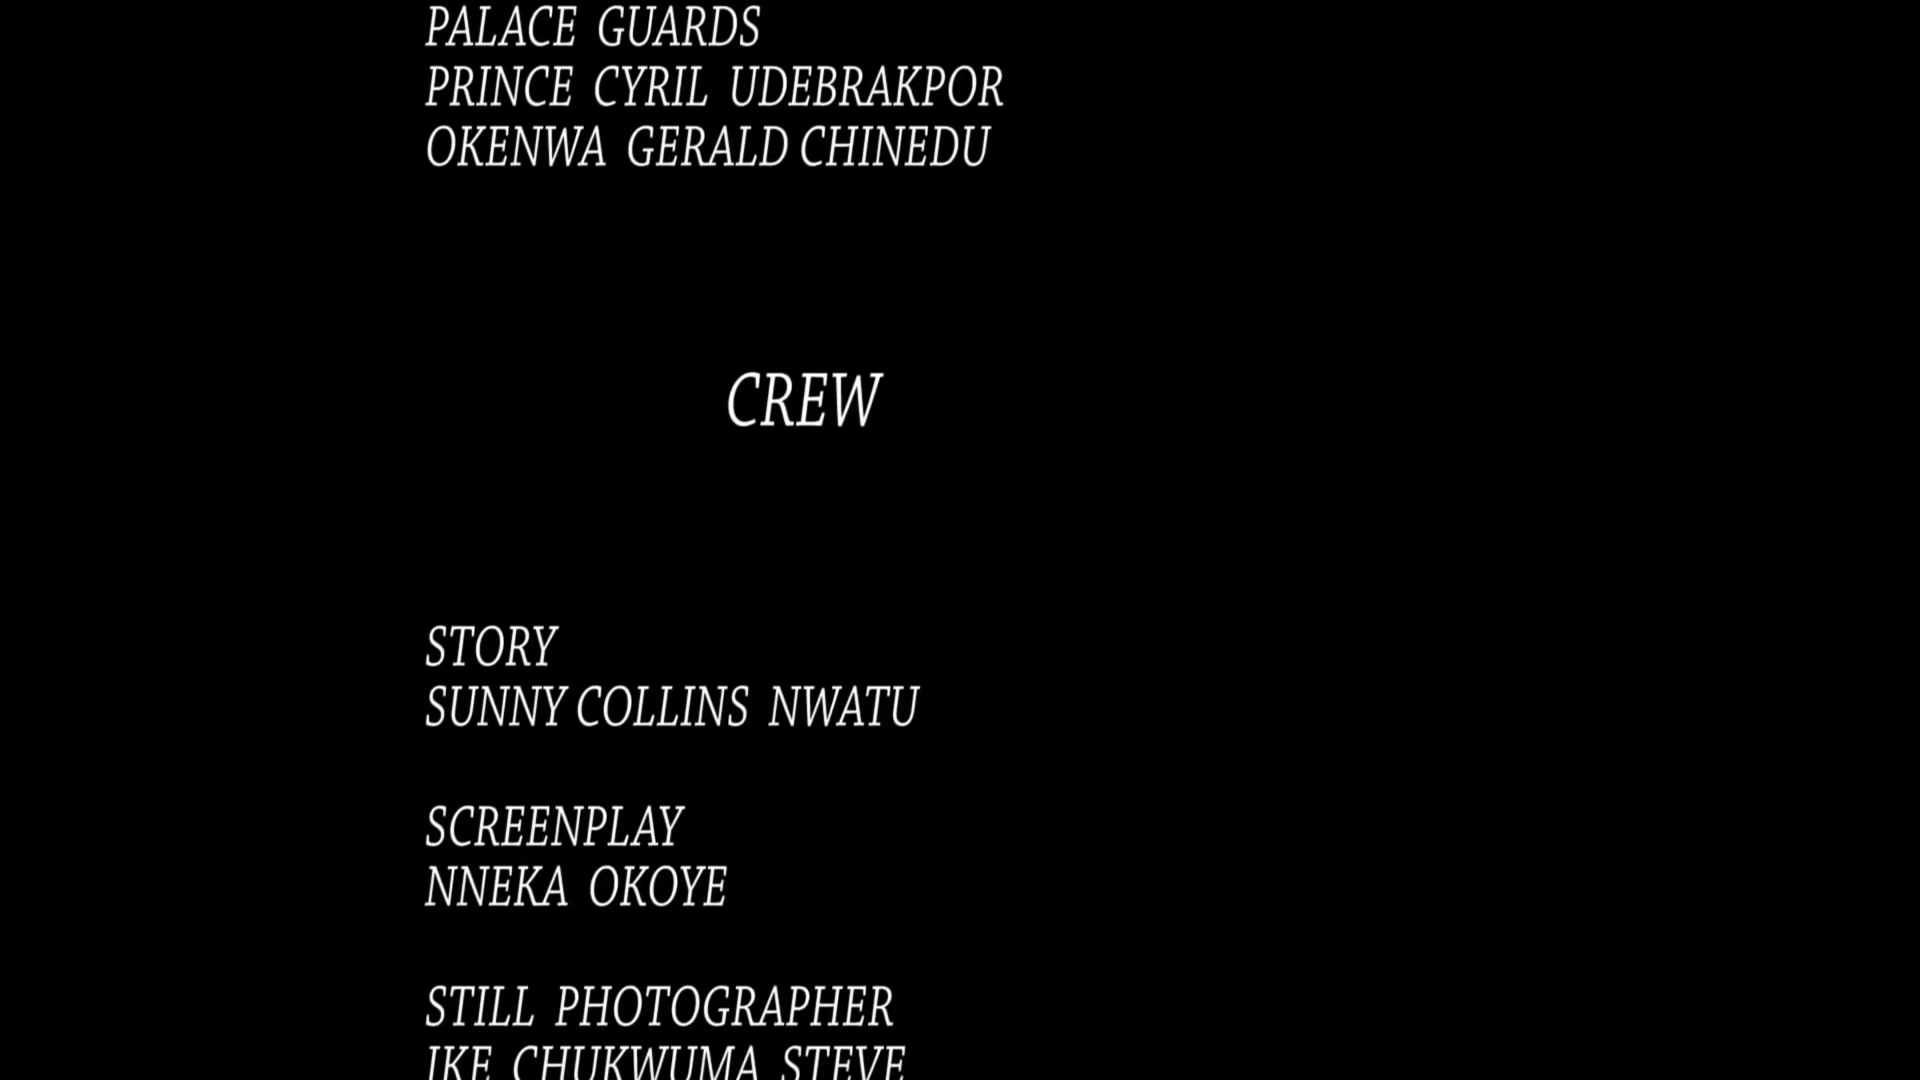 PALACE GUARDS
PRINCE CYRIL UDEBRAKPOR
OKENWA GERALD CHINEDU
CREW
STORY
SUNNY COLLINS NWATU
SCREENPLAY
NNEKA OKOYE
STILL PHOTOGRAPHER
IKE CHUKWUMA STEVE